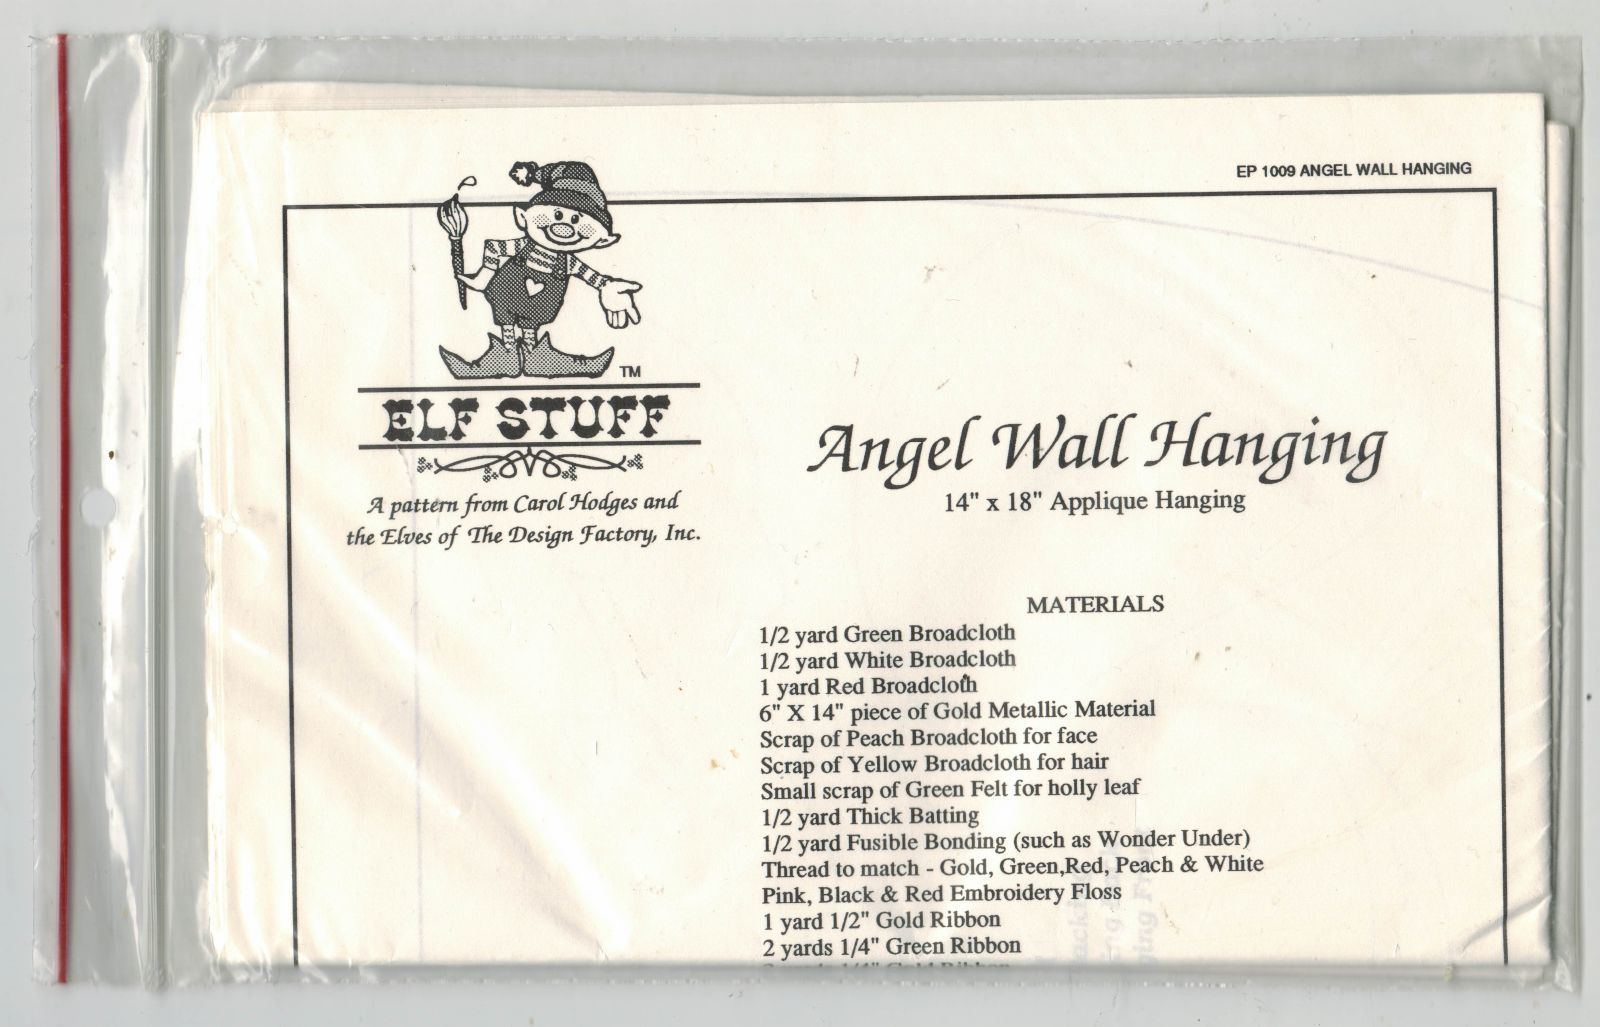 EP 1009 ANGEL WALL HANGING
TM
ELF STUFF
A pattern from Carol Hodges and
the Elves of The Design Factory, Inc.
Angel Wall Hanging
14" x 18" Applique Hanging
MATERIALS
1/2 yard Green Broadcloth
1/2 yard White Broadcloth
1 yard Red Broadcloth
6" X 14" piece of Gold Metallic Material
Scrap of Peach Broadcloth for face
Scrap of Yellow Broadcloth for hair
Small scrap of Green Felt for holly leaf
1/2 yard Thick Batting
1/2 yard Fusible Bonding (such as Wonder Under)
Thread to match - Gold, Green,Red, Peach & White
Pink, Black & Red Embroidery Floss
1 yard 1/2" Gold Ribbon
2 yards 1/4" Green Ribbon